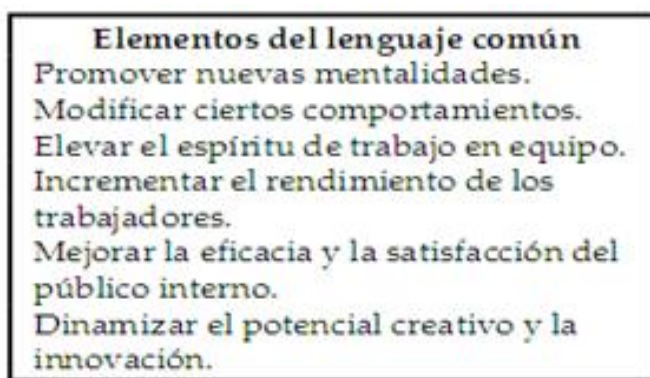 Elementos del lenguaje común
Promover nuevas mentalidades.
Modificar ciertos comportamientos.
Elevar el espíritu de trabajo en equipo.
Incrementar el rendimiento de los
trabajadores.
Mejorar la eficacia y la satisfacción del
público interno.
Dinamizar el potencial creativo y la
innovación.